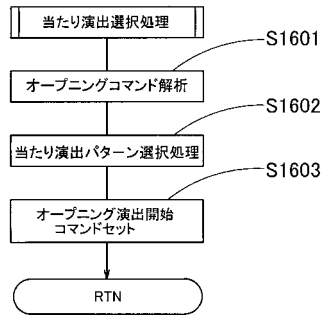 当たり演出選択処理
S1601
オープニングコマンド解析
S1602
当たり演出パターン選択処理
S1603
オープニング演出開始
コマンドセット
RTN